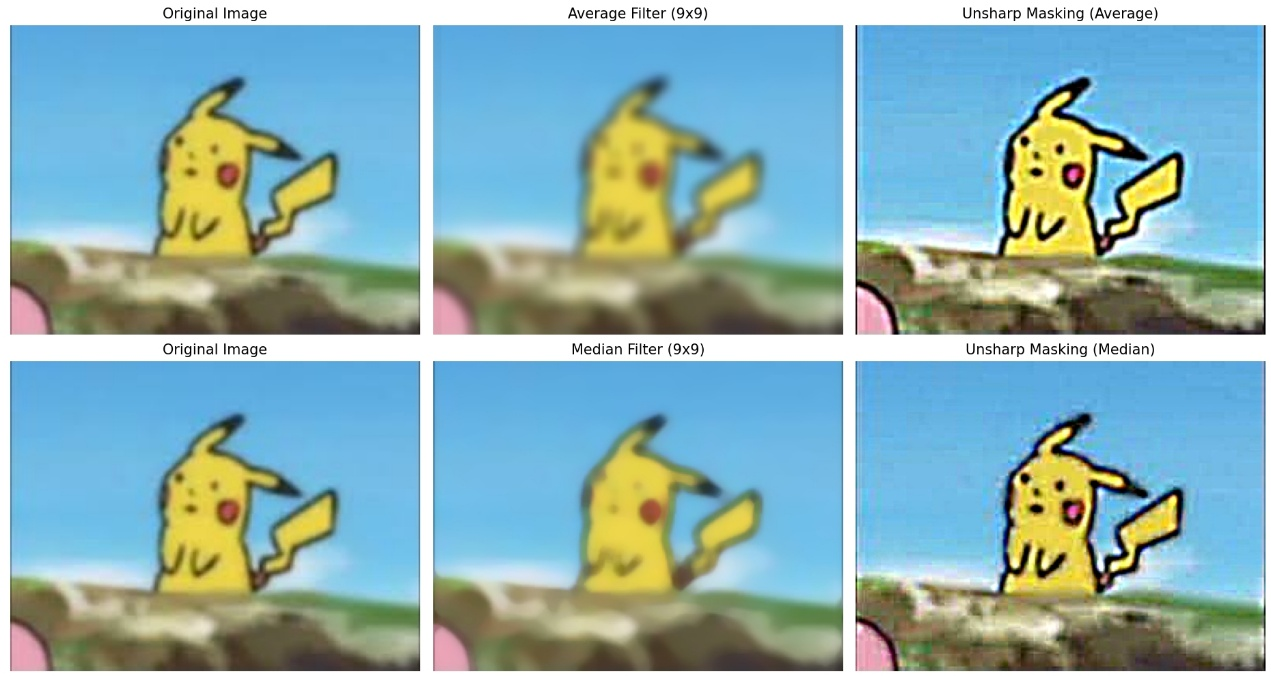 Original Image
Average Filter (9x9)
Unsharp Masking (Average)
Original Image
Median Filter (9x9)
Unsharp Masking (Median)